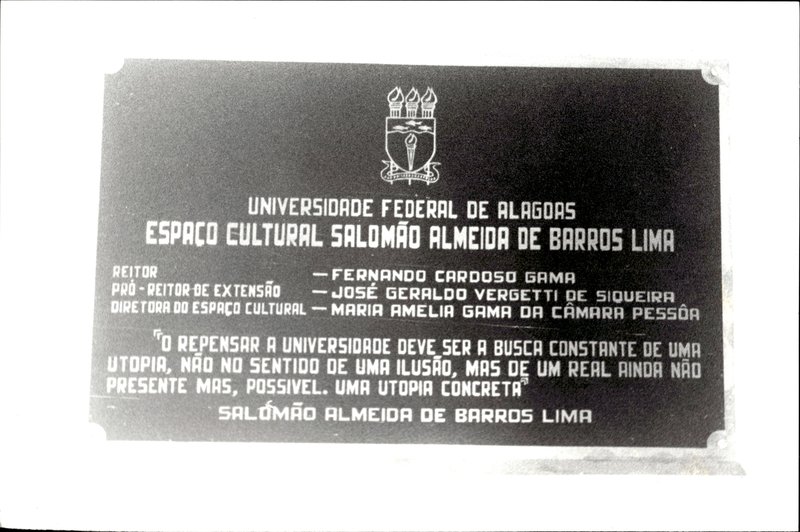 UNIVERSIDADE FEDERAL DE ALAGOAS
ESPAÇO CULTURAL SALOMÃO ALMEIDA DE BARROS LIMA
REITOR — FERNANDO CARDOSO GAMA
PRÓ-REITOR DE EXTENSÃO — JOSÉ GERALDO VERGETTI DE SIQUEIRA
DIRETORA DO ESPAÇO CULTURAL — MARIA AMELIA GAMA DA CÂMARA PESSÔA
"O REPENSAR A UNIVERSIDADE DEVE SER A BUSCA CONSTANTE DE UMA
UTOPIA, NÃO NO SENTIDO DE UMA ILUSÃO, MAS DE UM REAL AINDA NÃO
PRESENTE MAS, POSSIVEL. UMA UTOPIA CONCRETA"
SALOMÃO ALMEIDA DE BARROS LIMA